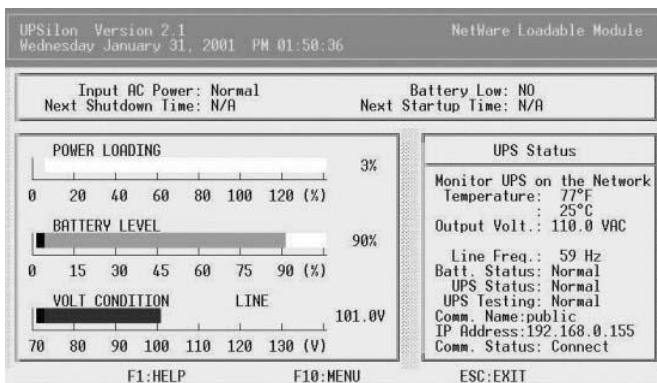 UPSilon Version 2.1
NetWare Loadable Module
Wednesday January 31, 2001 PM 01:50:36
Input AC Power: Normal
Battery Low: NO
Next Shutdown Time: N/A
Next Startup Time: N/A
POWER LOADING
3%
0 20 40 60 80 100 120 (%)
BATTERY LEVEL
90%
0 15 30 45 60 75 90 (%)
VOLT CONDITION LINE
101.0V
70 80 90 100 110 120 130 (V)
UPS Status
Monitor UPS on the Network
Temperature: 77°F
: 25°C
Output Volt.: 110.0 VAC
Line Freq.: 59 Hz
Batt. Status: Normal
UPS Status: Normal
UPS Testing: Normal
Comm. Name:public
IP Address:192.168.0.155
Comm. Status: Connect
F1:HELP F10:MENU ESC:EXIT